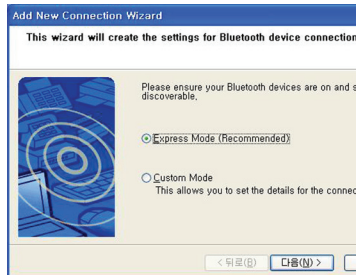 Add New Connection Wizard
This wizard will create the settings for Bluetooth device connection
Please ensure your Bluetooth devices are on and s
discoverable.
Express Mode (Recommended)
Custom Mode
This allows you to set the details for the connec
< 뒤로(B) 다음(N) >